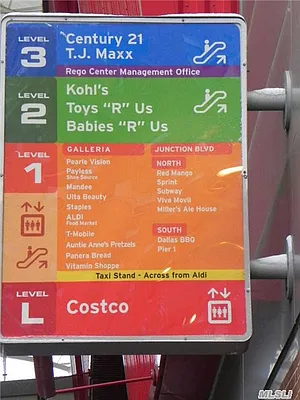 LEVEL
3
Century 21
T.J. Maxx
Rego Center Management Office
LEVEL
2
Kohl's
Toys "R" Us
Babies "R" Us
LEVEL
1
GALLERIA
Pearle Vision
Payless
Shoe Source
Mandee
Ulta Beauty
Staples
ALDI
Food Market
T-Mobile
Auntie Anne's Pretzels
Panera Bread
Vitamin Shoppe
JUNCTION BLVD
NORTH
Red Mango
Sprint
Subway
Vive Movil
Miller's Ale House
SOUTH
Dallas BBQ
Pier 1
Taxi Stand - Across from Aldi
LEVEL
L
Costco
MLSLI